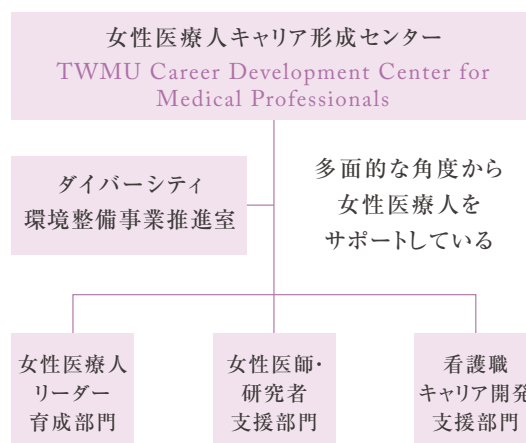 女性医療人キャリア形成センター
TWMU Career Development Center for
Medical Professionals
ダイバーシティ
環境整備事業推進室
多面的な角度から
女性医療人を
サポートしている
女性医療人
リーダー
育成部門
女性医師・
研究者
支援部門
看護職
キャリア開発
支援部門